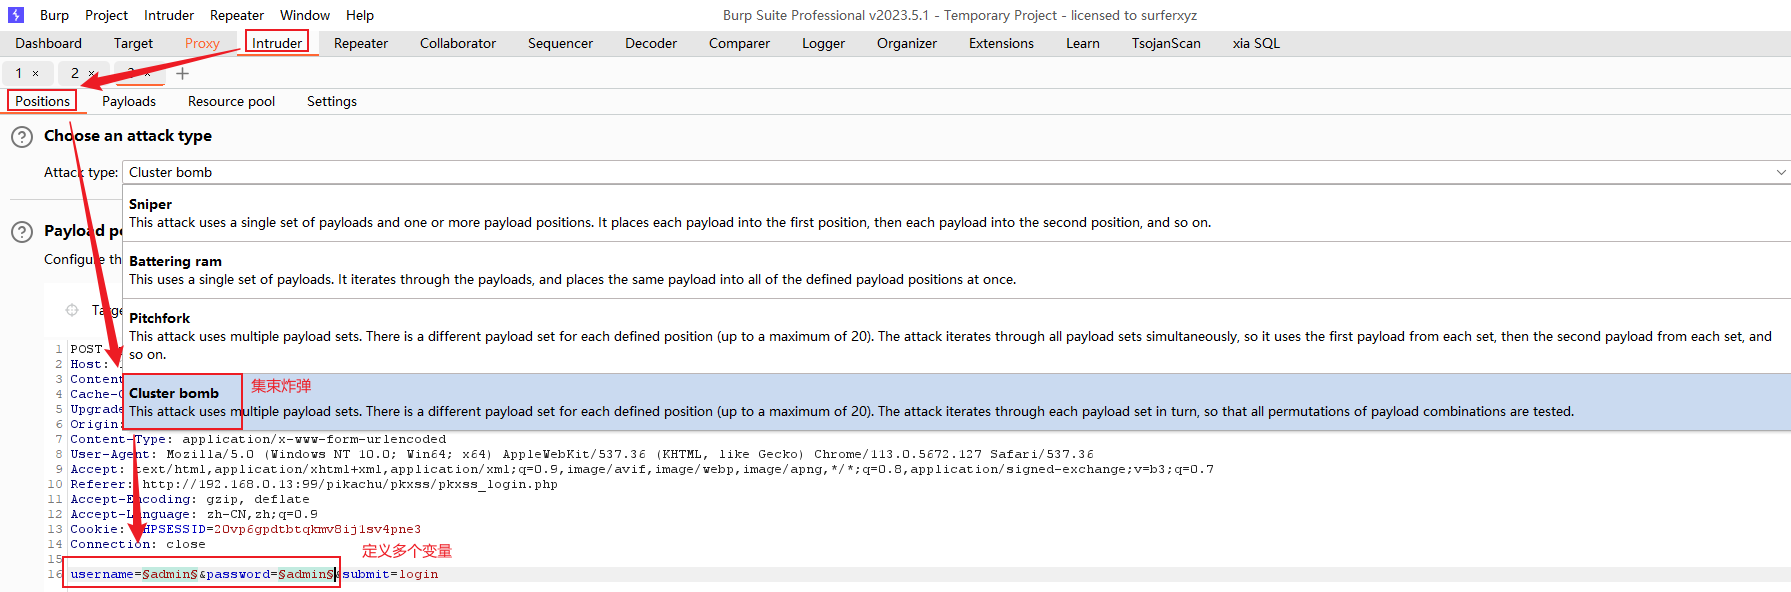 Burp Project Intruder Repeater Window Help
Burp Suite Professional v2023.5.1 - Temporary Project - licensed to surferxyz
Dashboard Target Proxy Intruder Repeater Collaborator Sequencer Decoder Comparer Logger Organizer Extensions Learn TsojanScan xia SQL
1 × 2 × × +
Positions Payloads Resource pool Settings
? Choose an attack type
Attack type: Cluster bomb
Sniper
This attack uses a single set of payloads and one or more payload positions. It places each payload into the first position, then each payload into the second position, and so on.
? Payload po
Configure th
Battering ram
This uses a single set of payloads. It iterates through the payloads, and places the same payload into all of the defined payload positions at once.
Targe
Pitchfork
This attack uses multiple payload sets. There is a different payload set for each defined position (up to a maximum of 20). The attack iterates through all payload sets simultaneously, so it uses the first payload from each set, then the second payload from each set, and
so on.
Cluster bomb 集束炸弹
This attack uses multiple payload sets. There is a different payload set for each defined position (up to a maximum of 20). The attack iterates through each payload set in turn, so that all permutations of payload combinations are tested.
1 POST
2 Host:
3 Content
4 Cache-C
5 Upgrade
6 Origin:
7 Content-Type: application/x-www-form-urlencoded
8 User-Agent: Mozilla/5.0 (Windows NT 10.0; Win64; x64) AppleWebKit/537.36 (KHTML, like Gecko) Chrome/113.0.5672.127 Safari/537.36
9 Accept: text/html,application/xhtml+xml,application/xml;q=0.9,image/avif,image/webp,image/apng,*/*;q=0.8,application/signed-exchange;v=b3;q=0.7
10 Referer: http://192.168.0.13:99/pikachu/pkxss/pkxss_login.php
11 Accept-Encoding: gzip, deflate
12 Accept-Language: zh-CN,zh;q=0.9
13 Cookie: PHPSESSID=20vp6gpdtbtqkmv8ij1sv4pne3
14 Connection: close
15 定义多个变量
16 username=§admin§&password=§admin§&submit=login